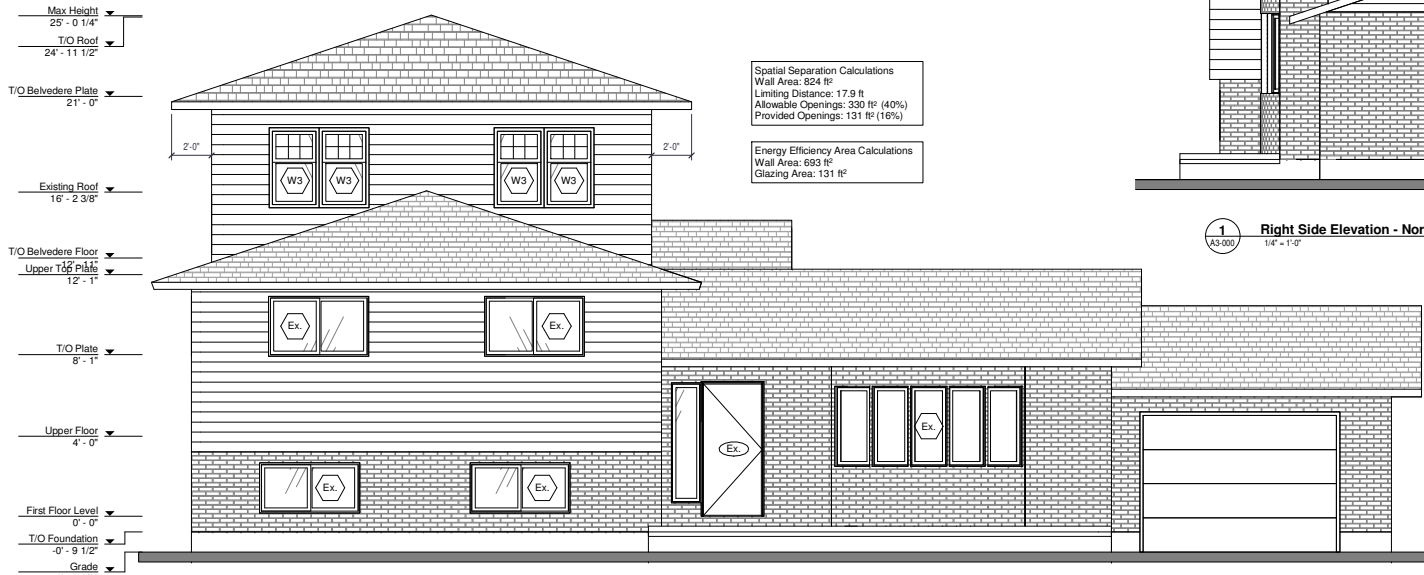 Max Height
25' - 0 1/4"
T/O Roof
24' - 11 1/2"
T/O Belvedere Plate
21' - 0"
Existing Roof
16' - 2 3/8"
T/O Belvedere Floor
12' - 11"
Upper Top Plate
12' - 1"
T/O Plate
8' - 1"
Upper Floor
4' - 0"
First Floor Level
0' - 0"
T/O Foundation
-0' - 9 1/2"
Grade
2'-0"
2'-0"
W3
W3
W3
W3
Ex.
Ex.
Ex.
Ex.
Ex.
Ex.
Spatial Separation Calculations
Wall Area: 824 ft²
Limiting Distance: 17.9 ft
Allowable Openings: 330 ft² (40%)
Provided Openings: 131 ft² (16%)
Energy Efficiency Area Calculations
Wall Area: 693 ft²
Glazing Area: 131 ft²
1
A3-000
Right Side Elevation - Nor
1/4" = 1'-0"